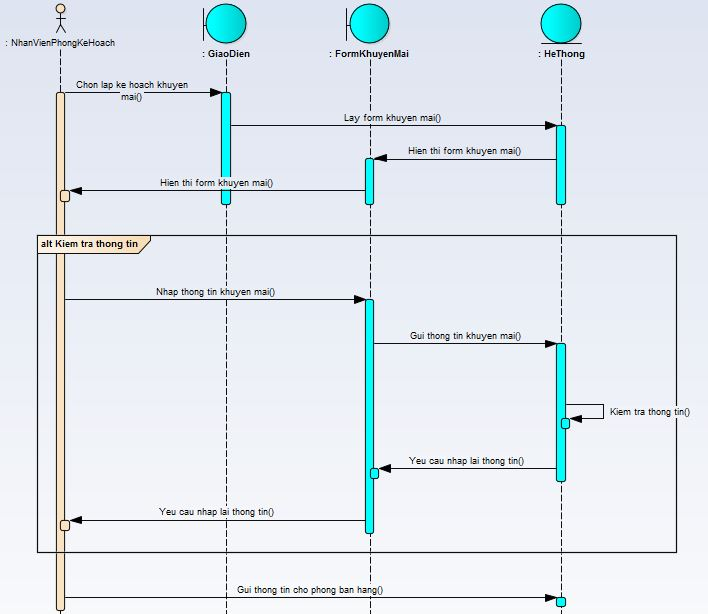 : NhanVienPhongKeHoach
: GiaoDien
: FormKhuyenMai
: HeThong
Chon lap ke hoach khuyen
mai()
Lay form khuyen mai()
Hien thi form khuyen mai()
Hien thi form khuyen mai()
alt Kiem tra thong tin
Nhap thong tin khuyen mai()
Gui thong tin khuyen mai()
Kiem tra thong tin()
Yeu cau nhap lai thong tin()
Yeu cau nhap lai thong tin()
Gui thong tin cho phong ban hang()